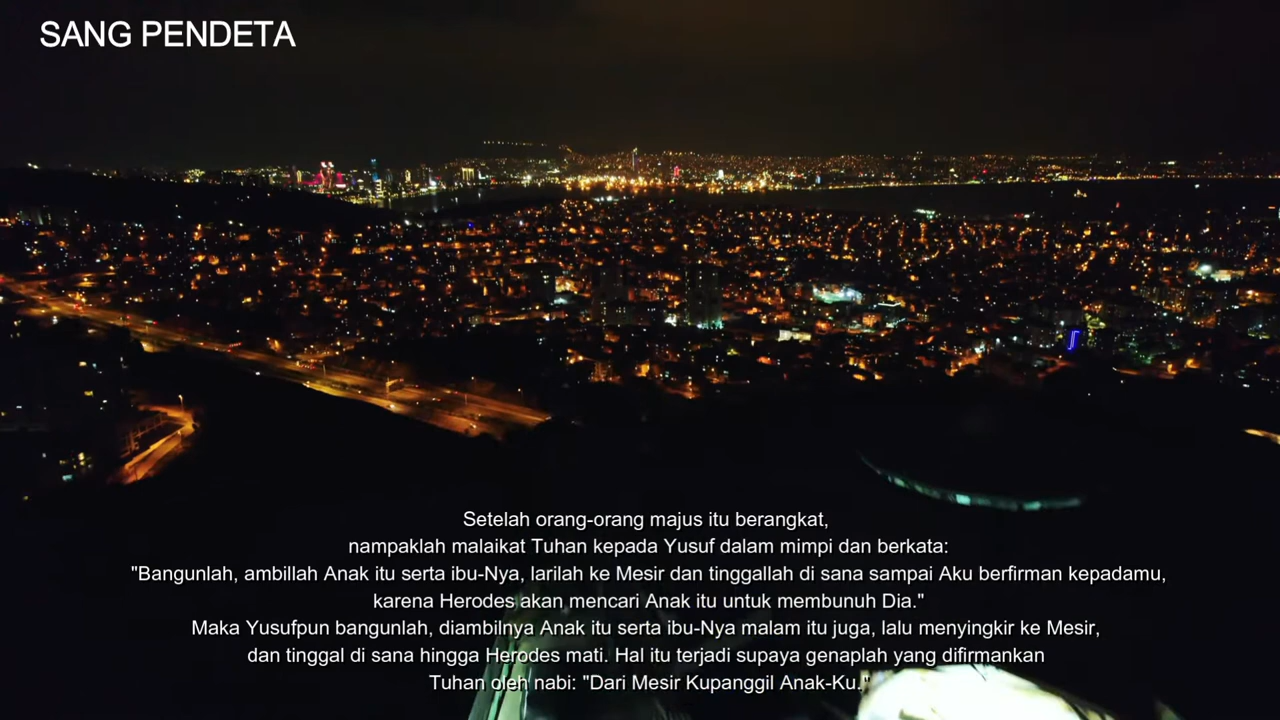 SANG PENDETA
Setelah orang-orang majus itu berangkat,
nampaklah malaikat Tuhan kepada Yusuf dalam mimpi dan berkata:
"Bangunlah, ambillah Anak itu serta ibu-Nya, larilah ke Mesir dan tinggallah di sana sampai Aku berfirman kepadamu,
karena Herodes akan mencari Anak itu untuk membunuh Dia."
Maka Yusufpun bangunlah, diambilnya Anak itu serta ibu-Nya malam itu juga, lalu menyingkir ke Mesir,
dan tinggal di sana hingga Herodes mati. Hal itu terjadi supaya genaplah yang difirmankan
Tuhan oleh nabi: "Dari Mesir Kupanggil Anak-Ku."